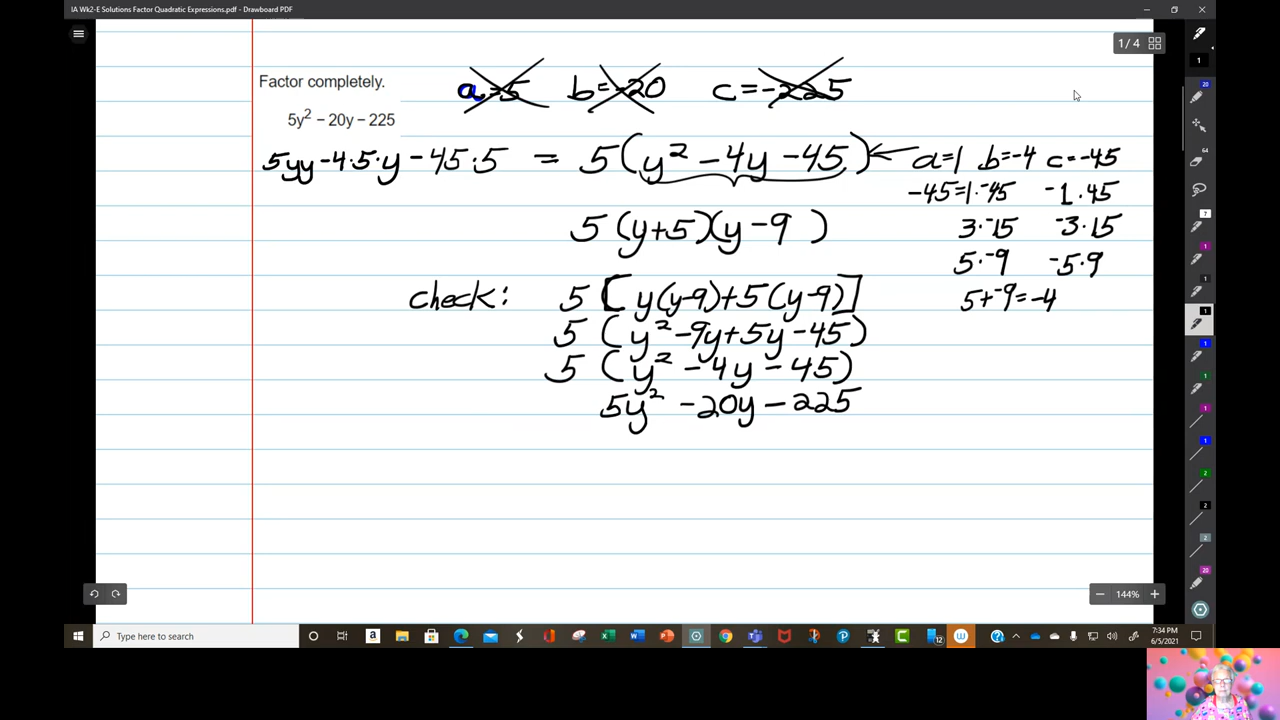 IA Wk2-E Solutions Factor Quadratic Expressions.pdf - Drawboard PDF
1 / 4
Factor completely.
a=5 b=-20 c=-225
5y² - 20y - 225
5yy-4·5·y-45·5 = 5(y² - 4y - 45) ← a=1 b=-4 c=-45
-45=1·-45 -1·45
5(y+5)(y-9) 3·-15 -3·15
5·-9 -5·9
check: 5[y(y-9)+5(y-9)] 5+-9=-4
5(y²-9y+5y-45)
5(y²-4y-45)
5y²-20y-225
144%
Type here to search
7:34 PM
6/5/2021